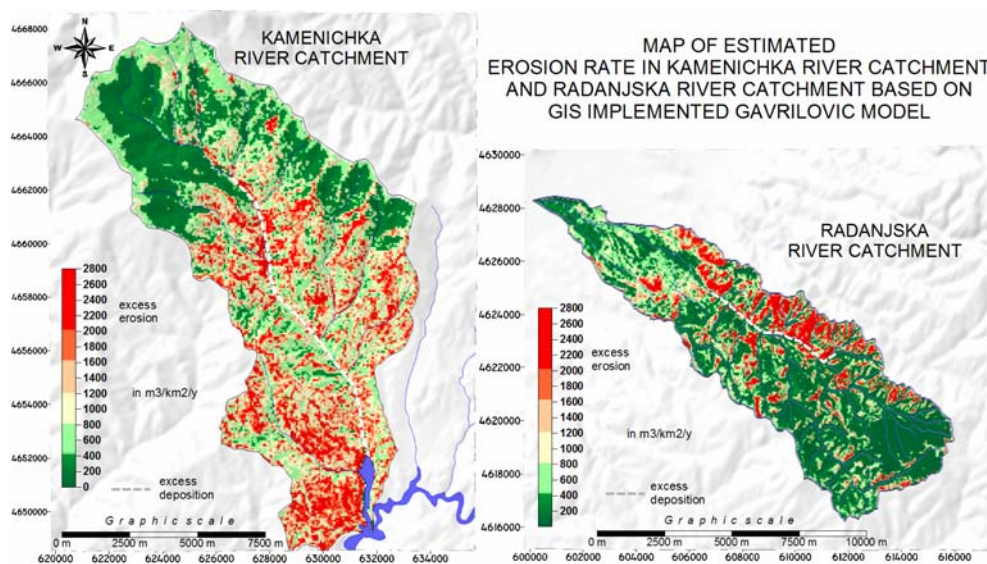 KAMENICHKA
RIVER CATCHMENT
N
W
E
S
4668000
4666000
4664000
4662000
4660000
4658000
4656000
4654000
4652000
4650000
2800
2600
2400
2200
2000
1800
1600
1400
1200
1000
800
600
400
200
0
excess
erosion
in m3/km2/y
excess
deposition
Graphic scale
0 m 2500 m 5000 m 7500 m
620000 622000 624000 626000 628000 630000 632000 634000
MAP OF ESTIMATED
EROSION RATE IN KAMENICHKA RIVER CATCHMENT
AND RADANJSKA RIVER CATCHMENT BASED ON
GIS IMPLEMENTED GAVRILOVIC MODEL
RADANJSKA
RIVER CATCHMENT
4630000
4628000
4626000
4624000
4622000
4620000
4618000
4616000
2800
2600
2400
2200
2000
1800
1600
1400
1200
1000
800
600
400
200
excess
erosion
in m3/km2/y
excess
deposition
Graphic scale
0 m 2500 m 5000 m 7500 m 10000 m
600000 602000 604000 606000 608000 610000 612000 614000 616000